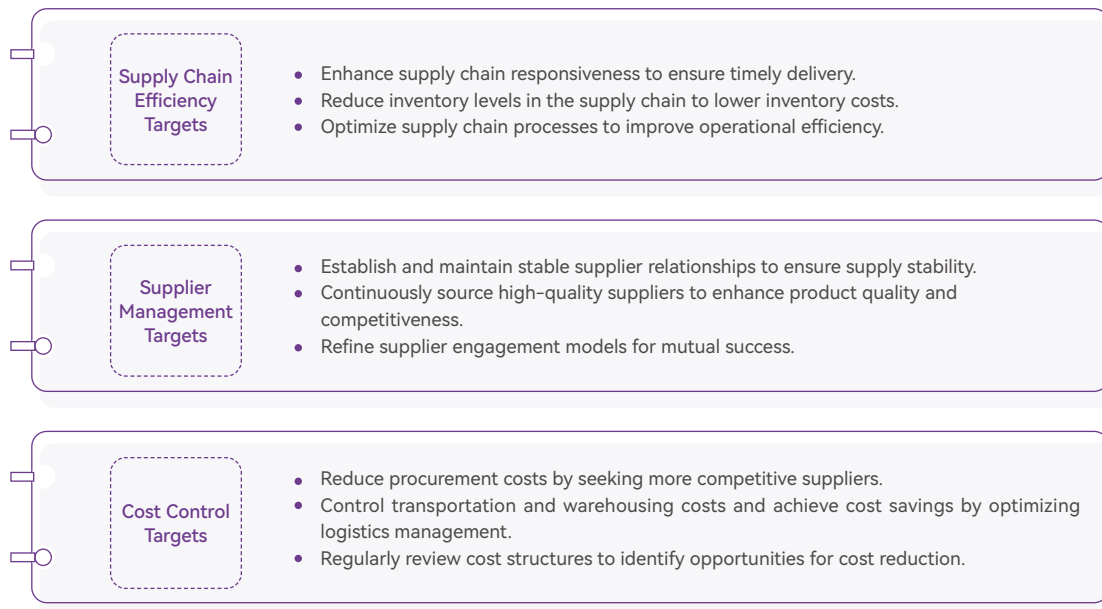 Supply Chain
Efficiency
Targets
• Enhance supply chain responsiveness to ensure timely delivery.
• Reduce inventory levels in the supply chain to lower inventory costs.
• Optimize supply chain processes to improve operational efficiency.
Supplier
Management
Targets
• Establish and maintain stable supplier relationships to ensure supply stability.
• Continuously source high-quality suppliers to enhance product quality and
competitiveness.
• Refine supplier engagement models for mutual success.
Cost Control
Targets
• Reduce procurement costs by seeking more competitive suppliers.
• Control transportation and warehousing costs and achieve cost savings by optimizing
logistics management.
• Regularly review cost structures to identify opportunities for cost reduction.